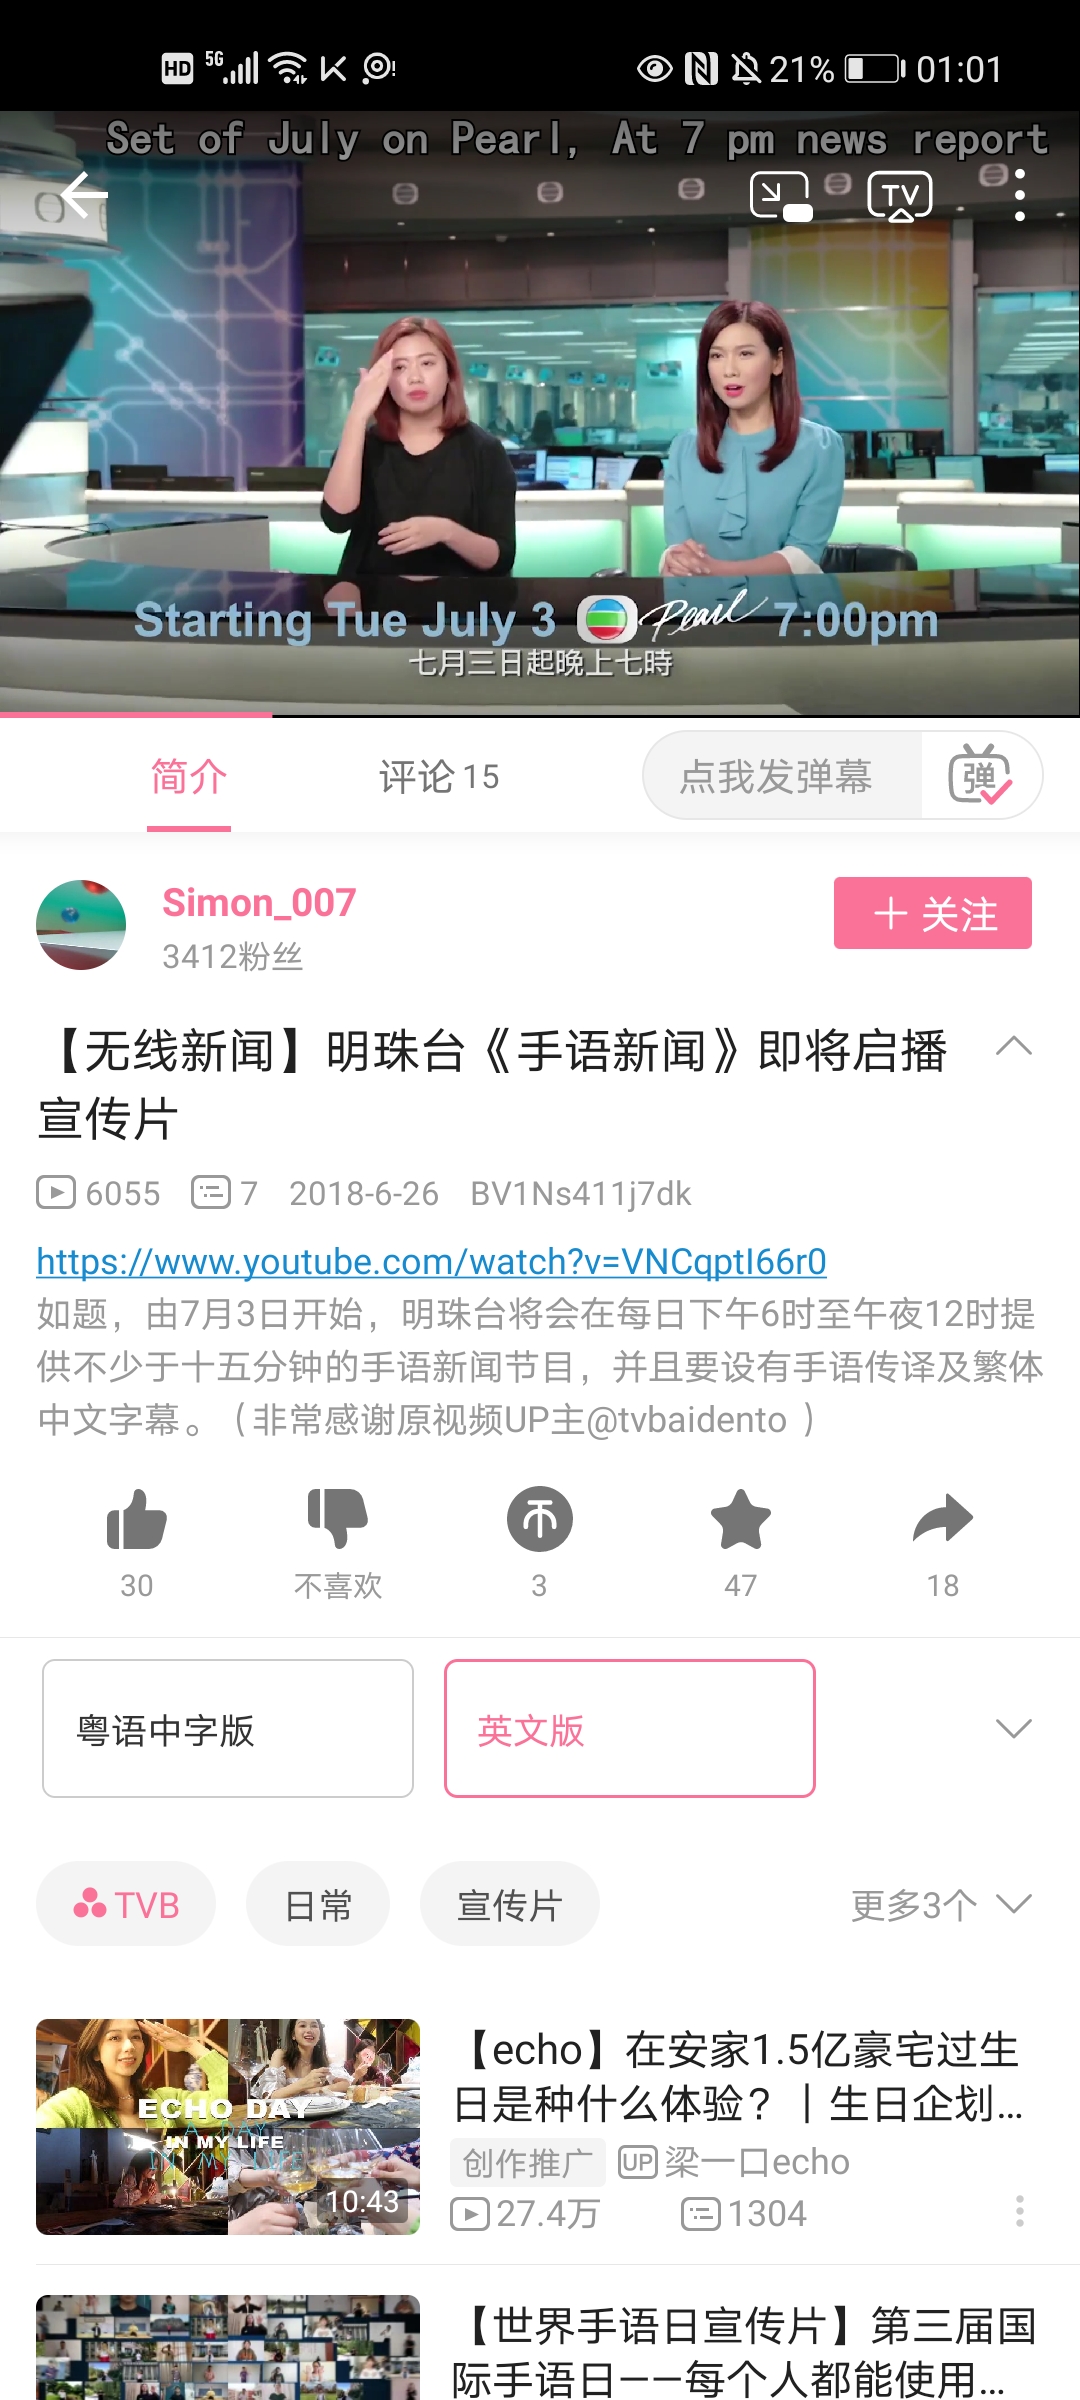 HD 5G 21% 01:01
Set of July on Pearl, At 7 pm news report
TV
Starting Tue July 3 Pearl 7:00pm
七月三日起晚上七時
简介 评论 15 点我发弹幕 弹
Simon_007
3412粉丝
+ 关注
【无线新闻】明珠台《手语新闻》即将启播
宣传片
6055 7 2018-6-26 BV1Ns411j7dk
https://www.youtube.com/watch?v=VNCqptI66r0
如题，由7月3日开始，明珠台将会在每日下午6时至午夜12时提
供不少于十五分钟的手语新闻节目，并且要设有手语传译及繁体
中文字幕。（非常感谢原视频UP主@tvbaidento ）
30 不喜欢 3 47 18
粤语中字版 英文版
TVB 日常 宣传片 更多3个
ECHO DAY
IN MY LIFE
10:43
【echo】在安家1.5亿豪宅过生
日是种什么体验？｜生日企划...
创作推广 UP 梁一口echo
27.4万 1304
【世界手语日宣传片】第三届国
际手语日——每个人都能使用...